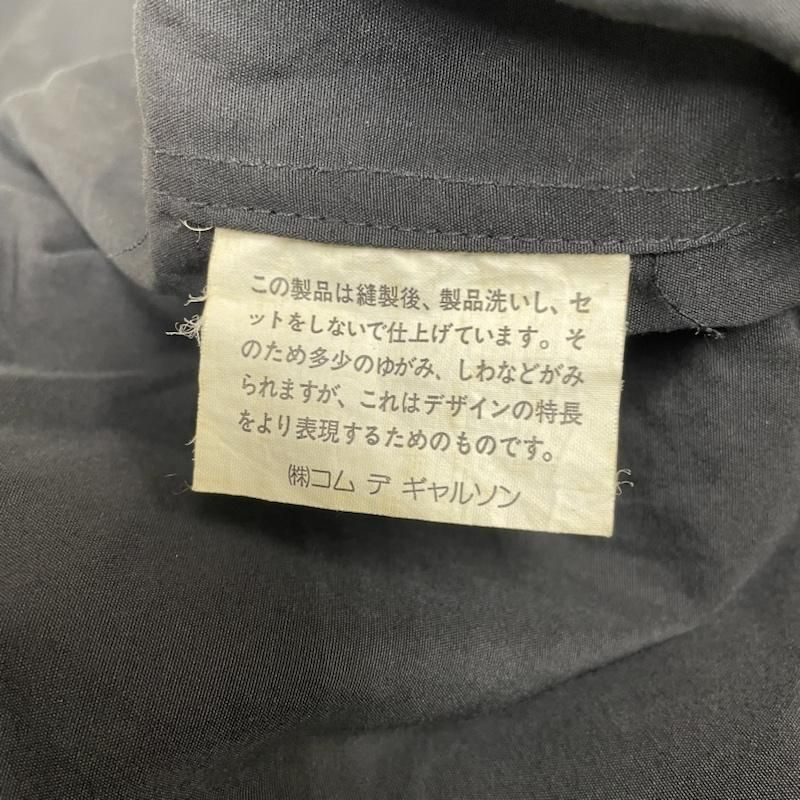 この製品は縫製後、製品洗いし、セ
ットをしないで仕上げています。そ
のため多少のゆがみ、しわなどがみ
られますが、これはデザインの特長
をより表現するためのものです。
㈱コム デ ギャルソン